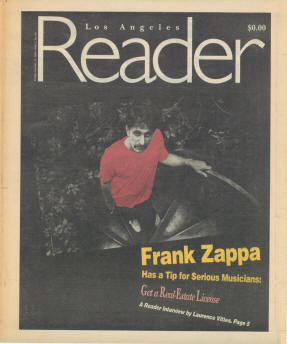 Los Angeles
$0.00
Reader
Frank Zappa
Has a Tip for Serious Musicians:
Get a Real-Estate License
A Reader Interview by Laurence Vittes, Page 8